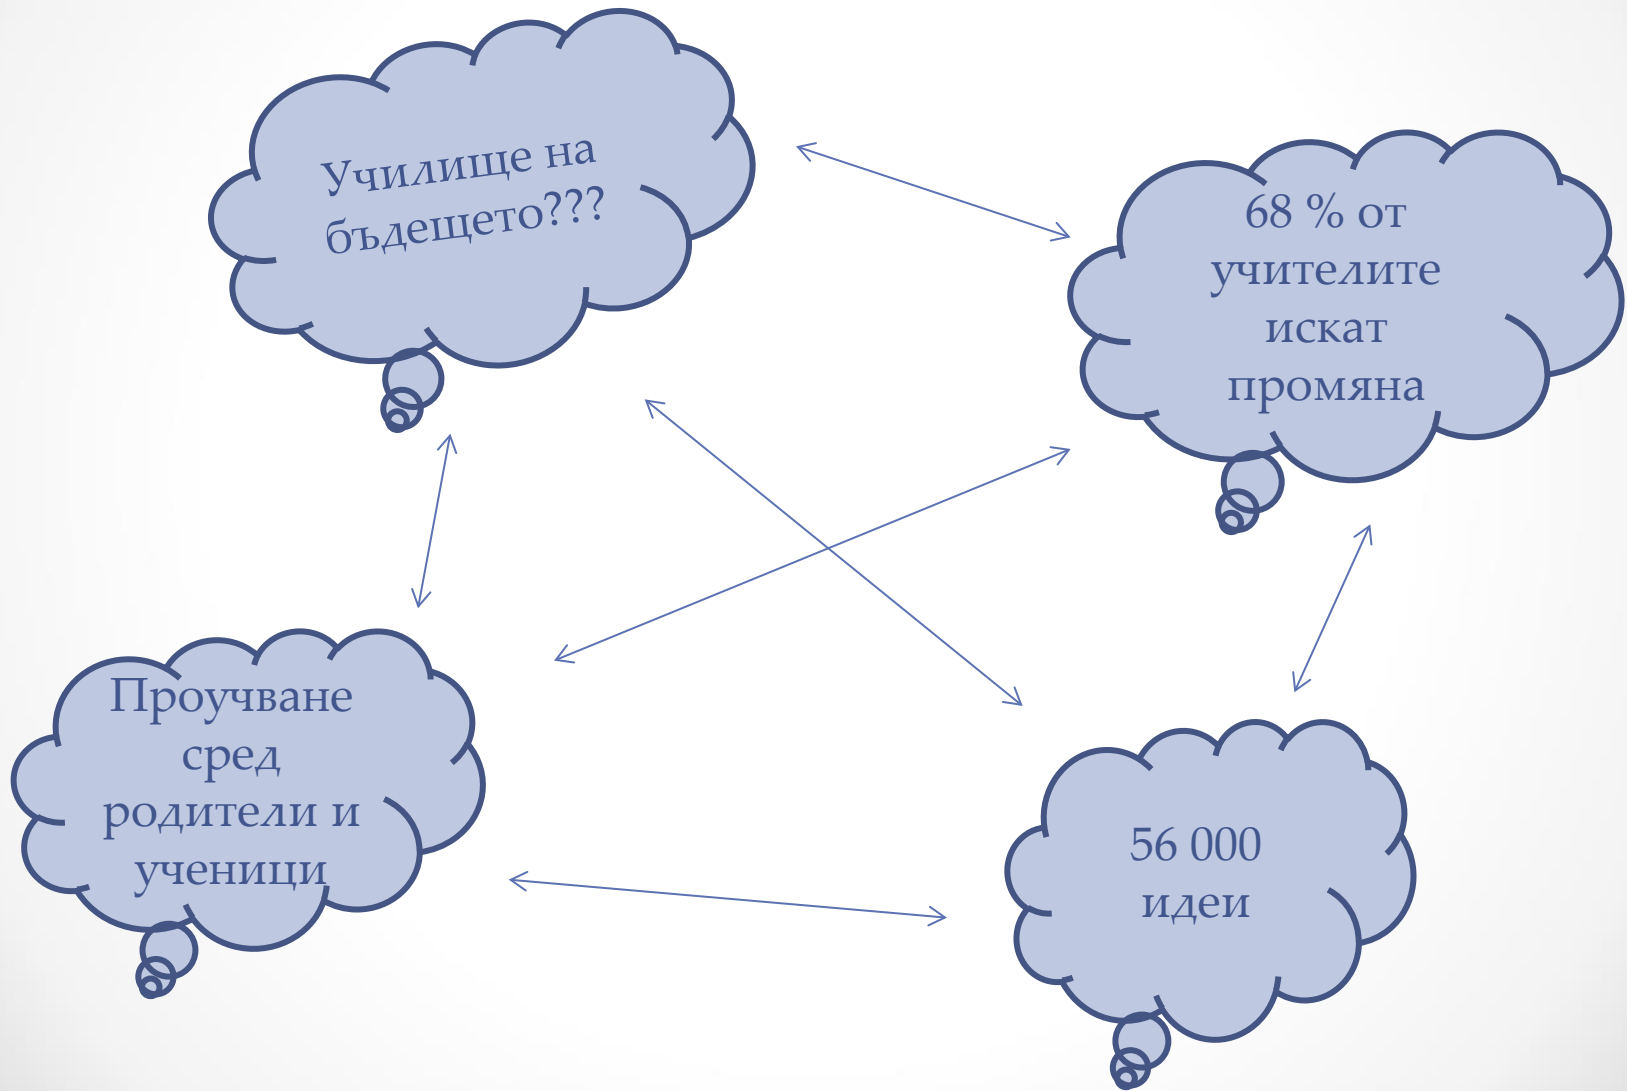 Училище на
бъдещето???
68 % от
учителите
искат
промяна
Проучване
сред
родители и
ученици
56 000
идеи